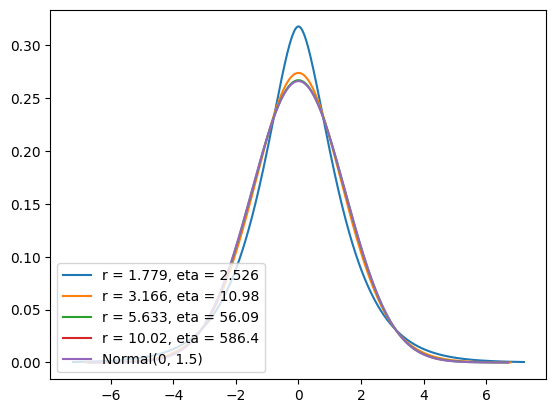 0.30
0.25
0.20
0.15
0.10
0.05
0.00
r = 1.779, eta = 2.526
r = 3.166, eta = 10.98
r = 5.633, eta = 56.09
r = 10.02, eta = 586.4
Normal(0, 1.5)
−6 −4 −2 0 2 4 6